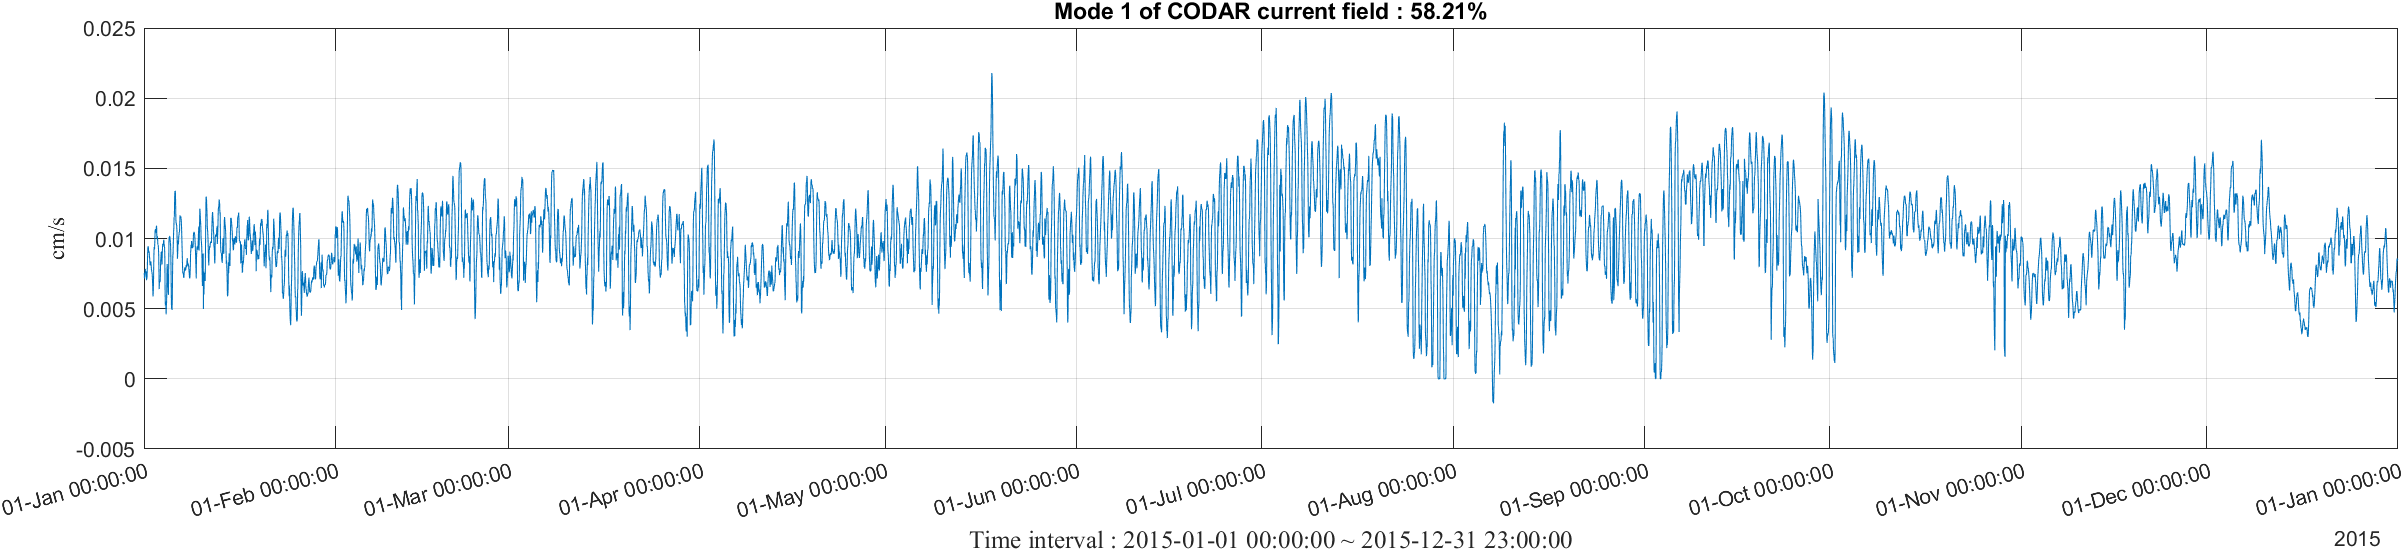 Mode 1 of CODAR current field : 58.21%
0.025
0.02
0.015
0.01
0.005
0
-0.005
cm/s
01-Jan 00:00:00
01-Feb 00:00:00
01-Mar 00:00:00
01-Apr 00:00:00
01-May 00:00:00
01-Jun 00:00:00
01-Jul 00:00:00
01-Aug 00:00:00
01-Sep 00:00:00
01-Oct 00:00:00
01-Nov 00:00:00
01-Dec 00:00:00
01-Jan 00:00:00
Time interval : 2015-01-01 00:00:00 ~ 2015-12-31 23:00:00
2015